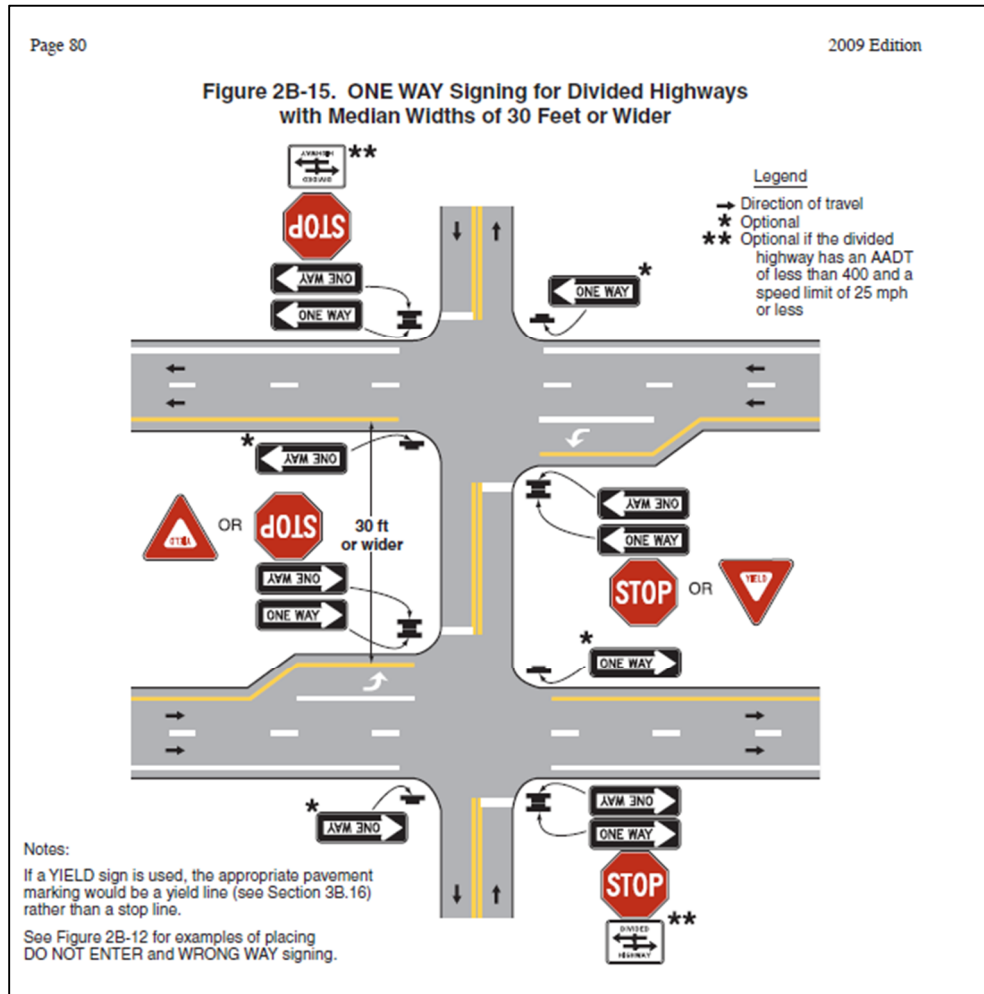 Page 80
2009 Edition
Figure 2B-15. ONE WAY Signing for Divided Highways
with Median Widths of 30 Feet or Wider
DIVIDED
HIGHWAY
**
STOP
ONE WAY
ONE WAY
ONE WAY
*
Legend
Direction of travel
* Optional
** Optional if the divided
highway has an AADT
of less than 400 and a
speed limit of 25 mph
or less
*
ONE WAY
YIELD
OR
STOP
30 ft
or wider
ONE WAY
ONE WAY
ONE WAY
ONE WAY
STOP
OR
YIELD
*
ONE WAY
*
ONE WAY
ONE WAY
ONE WAY
STOP
**
DIVIDED
HIGHWAY
Notes:
If a YIELD sign is used, the appropriate pavement
marking would be a yield line (see Section 3B.16)
rather than a stop line.
See Figure 2B-12 for examples of placing
DO NOT ENTER and WRONG WAY signing.